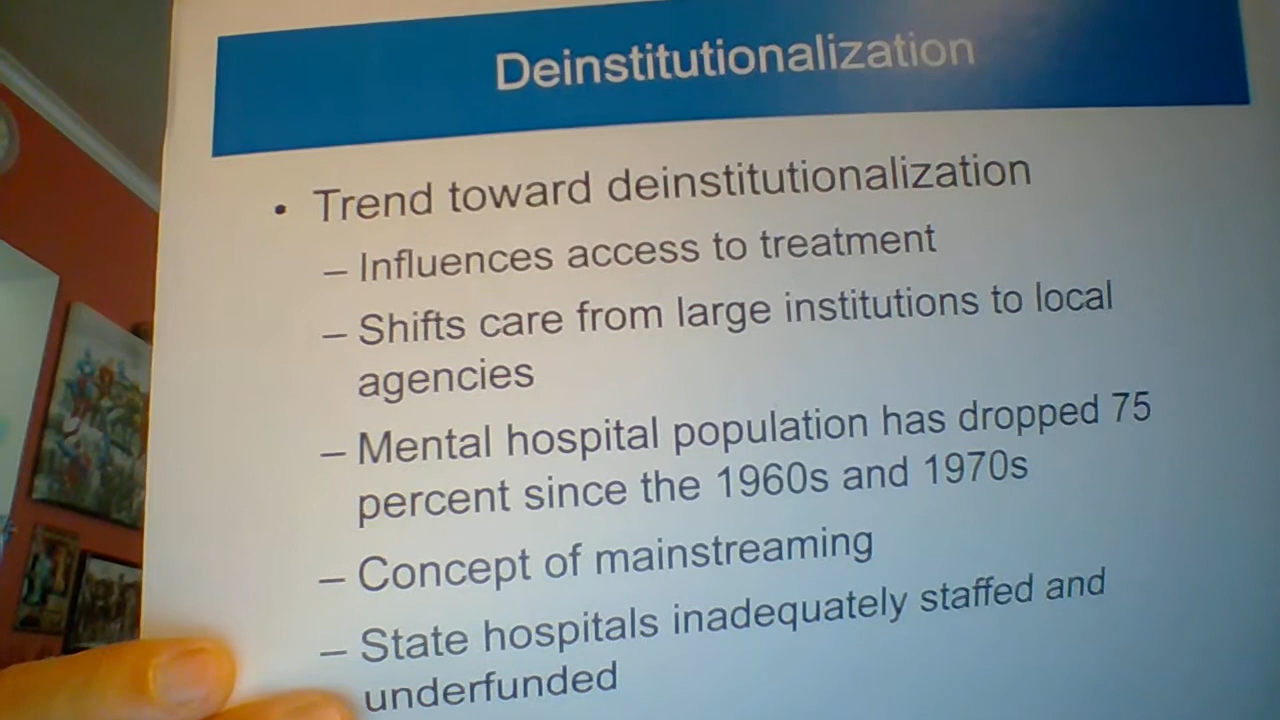 Deinstitutionalization
• Trend toward deinstitutionalization
– Influences access to treatment
– Shifts care from large institutions to local
agencies
– Mental hospital population has dropped 75
percent since the 1960s and 1970s
– Concept of mainstreaming
– State hospitals inadequately staffed and
underfunded